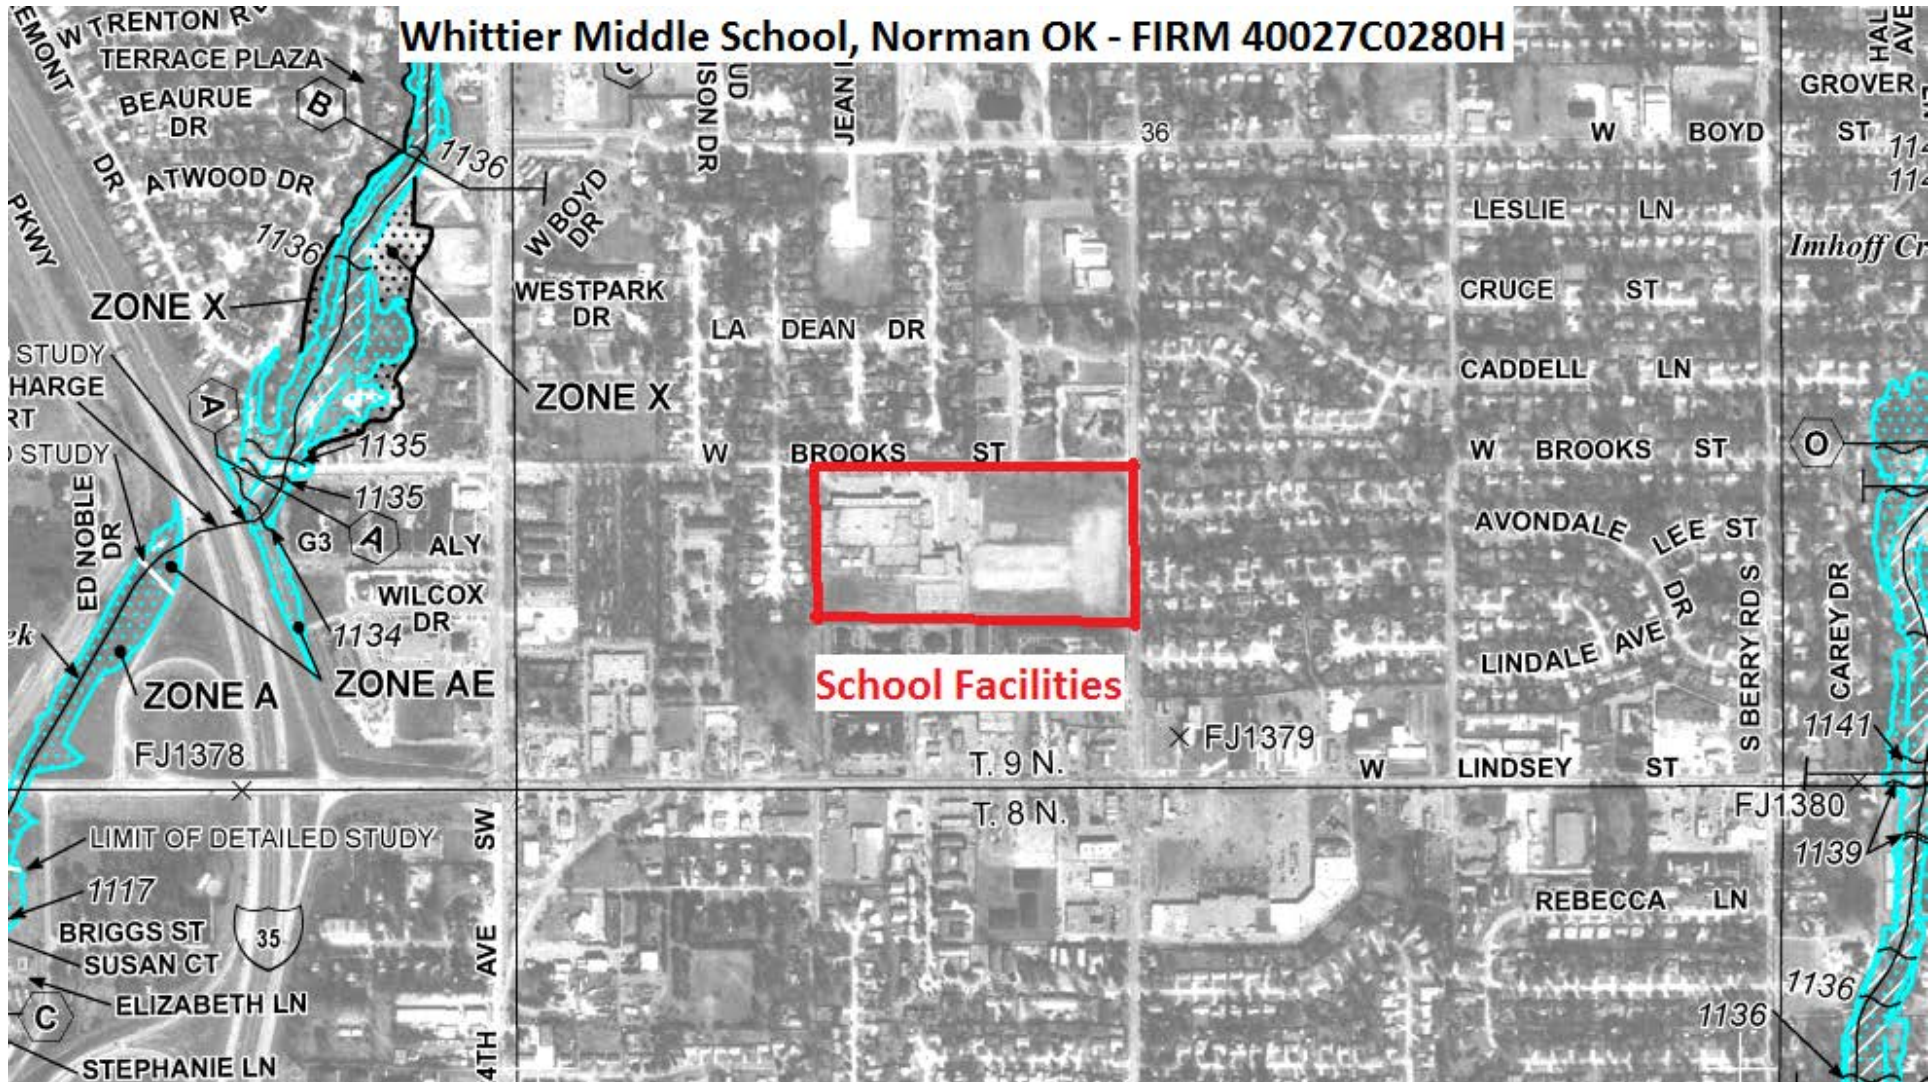 Whittier Middle School, Norman OK - FIRM 40027C0280H
W TRENTON
TERRACE PLAZA
BEAURUE
DR
B
1136
ATWOOD DR
DR
PKWY
1136
ZONE X
STUDY
A
1135
STUDY
1135
ED NOBLE
DR
G3
A
ALY
WILCOX
DR
1134
ZONE AE
ZONE A
FJ1378
LIMIT OF DETAILED STUDY
1117
BRIGGS ST
SUSAN CT
35
ELIZABETH LN
C
STEPHANIE LN
4TH AVE SW
W BOYD
DR
WESTPARK
DR
ZONE X
JEAN
LA DEAN DR
W BROOKS ST
School Facilities
T. 9 N.
T. 8 N.
36
W BOYD ST
GROVER
LESLIE LN
Imhoff
CRUCE ST
CADDELL LN
W BROOKS ST
O
AVONDALE
DR
LEE ST
LINDALE AVE
S BERRY RD
CAREY DR
1141
FJ1379
W LINDSEY ST
FJ1380
1139
REBECCA LN
1136
1136